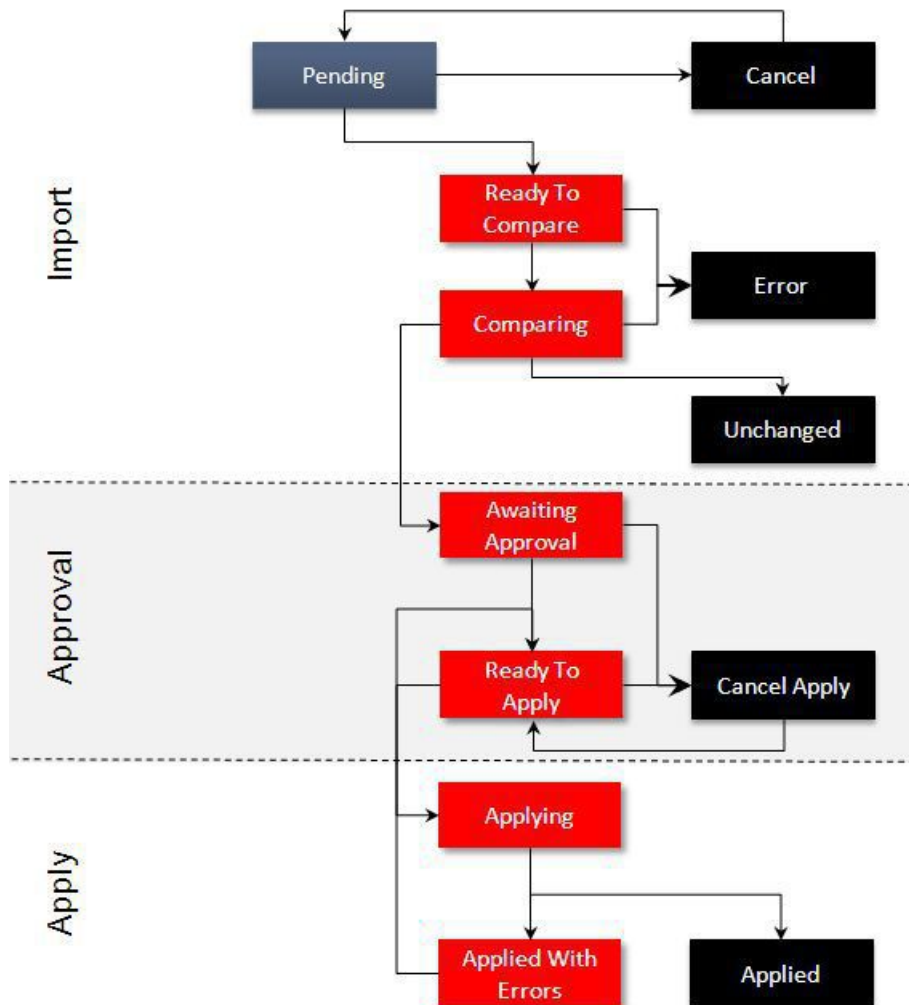 Pending
Cancel
Import
Ready To
Compare
Error
Comparing
Unchanged
Approval
Awaiting
Approval
Ready To
Apply
Cancel Apply
Apply
Applying
Applied With
Errors
Applied